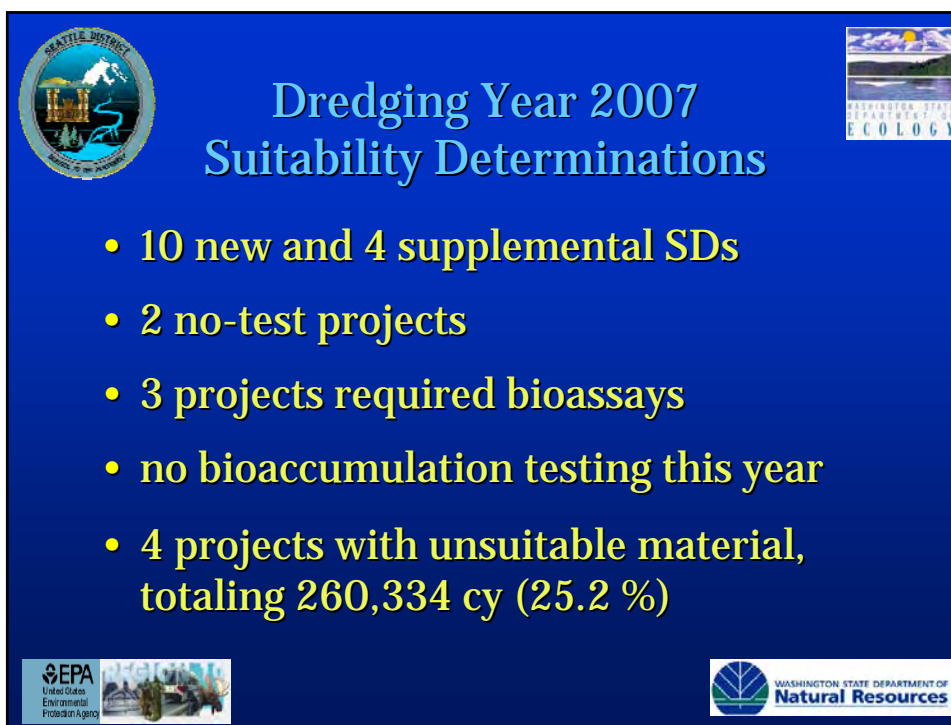 SEATTLE DISTRICT
WASHINGTON STATE
DEPARTMENT OF
ECOLOGY
Dredging Year 2007
Suitability Determinations
• 10 new and 4 supplemental SDs
• 2 no-test projects
• 3 projects required bioassays
• no bioaccumulation testing this year
• 4 projects with unsuitable material,
totaling 260,334 cy (25.2 %)
EPA
United States
Environmental
Protection Agency
REGION 10
WASHINGTON STATE DEPARTMENT OF
Natural Resources